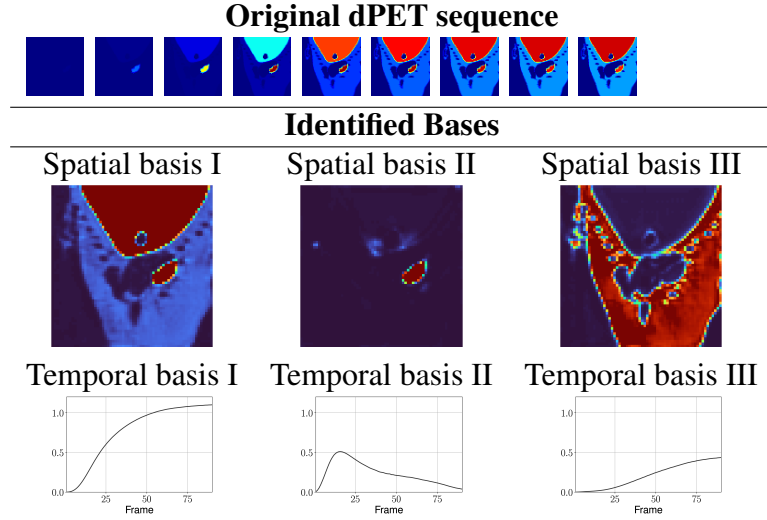 Original dPET sequence
Identified Bases
Spatial basis I Spatial basis II Spatial basis III
Temporal basis I Temporal basis II Temporal basis III
1.0 1.0 1.0
0.5 0.5 0.5
0.0 0.0 0.0
25 50 75 25 50 75 25 50 75
Frame Frame Frame